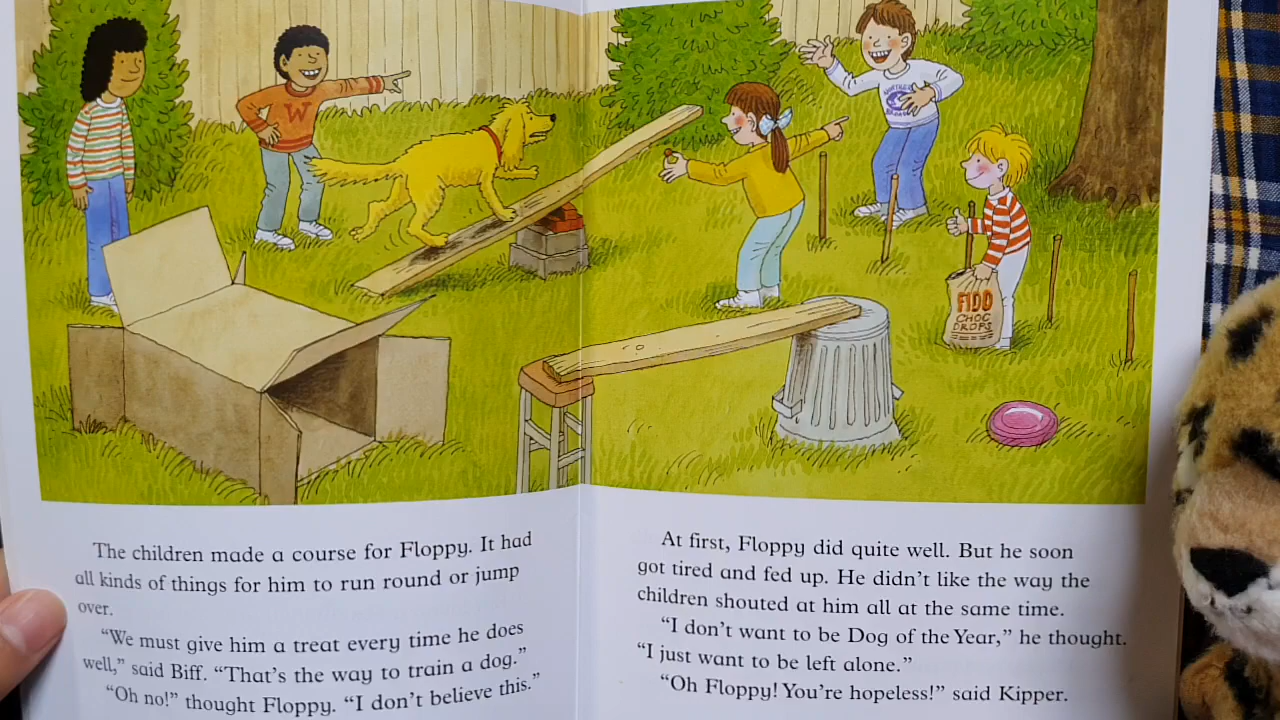 W
FIDO
CHOC
DROPS
The children made a course for Floppy. It had
all kinds of things for him to run round or jump
over.
“We must give him a treat every time he does
well,” said Biff. “That’s the way to train a dog.”
“Oh no!” thought Floppy. “I don’t believe this.”
At first, Floppy did quite well. But he soon
got tired and fed up. He didn’t like the way the
children shouted at him all at the same time.
“I don’t want to be Dog of the Year,” he thought.
“I just want to be left alone.”
“Oh Floppy! You’re hopeless!” said Kipper.